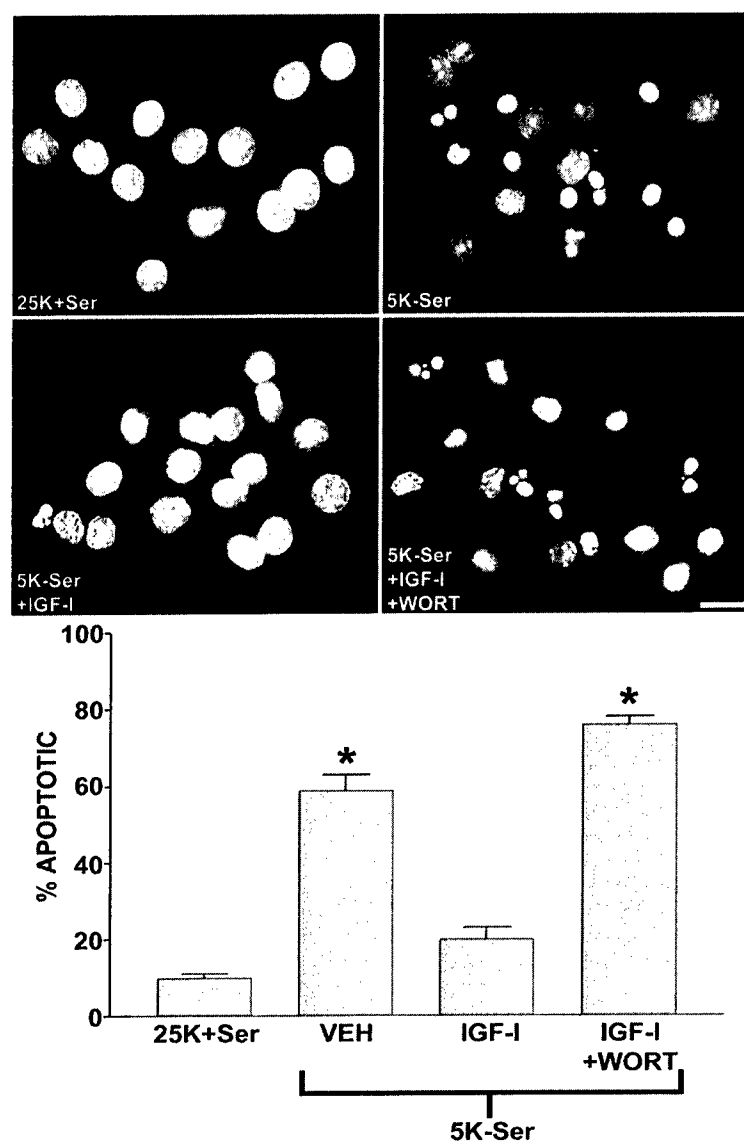 25K+Ser
5K-Ser
5K-Ser
+IGF-I
5K-Ser
+IGF-I
+WORT
100
80
60
40
20
0
% APOPTOTIC
*
*
25K+Ser
VEH
IGF-I
IGF-I
+WORT
5K-Ser